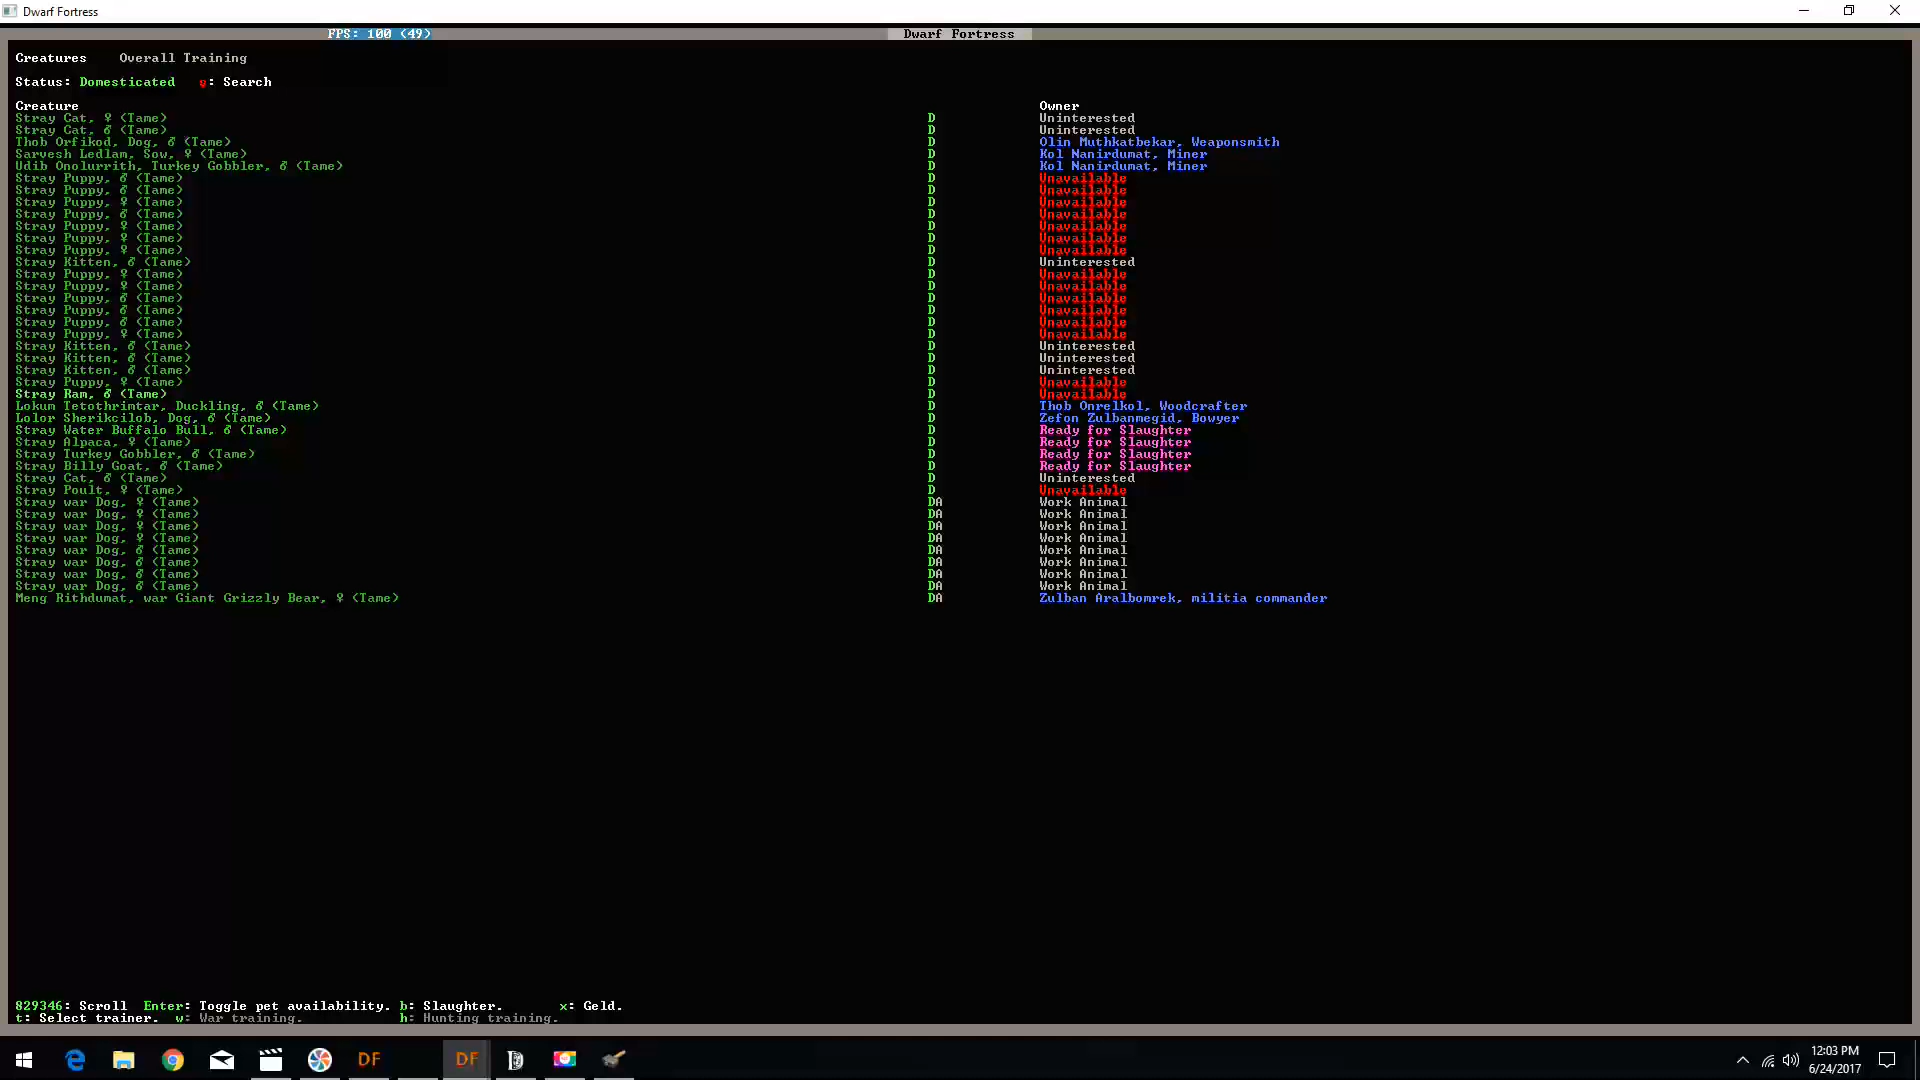 Dwarf Fortress
FPS: 100 (49) Dwarf Fortress
Creatures Overall Training
Status: Domesticated q: Search
Creature Owner
Stray Cat, ♀ (Tame) D Uninterested
Stray Cat, ♂ (Tame) D Uninterested
Thob Orfikod, Dog, ♂ (Tame) D Olin Muthkatbekar, Weaponsmith
Sarvesh Ledlam, Sow, ♀ (Tame) D Kol Nanirdumat, Miner
Udib Onolurrith, Turkey Gobbler, ♂ (Tame) D Kol Nanirdumat, Miner
Stray Puppy, ♂ (Tame) D Unavailable
Stray Puppy, ♂ (Tame) D Unavailable
Stray Puppy, ♀ (Tame) D Unavailable
Stray Puppy, ♂ (Tame) D Unavailable
Stray Puppy, ♀ (Tame) D Unavailable
Stray Puppy, ♀ (Tame) D Unavailable
Stray Puppy, ♀ (Tame) D Unavailable
Stray Kitten, ♂ (Tame) D Uninterested
Stray Puppy, ♀ (Tame) D Unavailable
Stray Puppy, ♀ (Tame) D Unavailable
Stray Puppy, ♂ (Tame) D Unavailable
Stray Puppy, ♂ (Tame) D Unavailable
Stray Puppy, ♂ (Tame) D Unavailable
Stray Puppy, ♀ (Tame) D Unavailable
Stray Kitten, ♂ (Tame) D Uninterested
Stray Kitten, ♂ (Tame) D Uninterested
Stray Kitten, ♂ (Tame) D Uninterested
Stray Puppy, ♀ (Tame) D Unavailable
Stray Ram, ♂ (Tame) D Unavailable
Lokum Tetothrimtar, Duckling, ♂ (Tame) D Thob Onrelkol, Woodcrafter
Lolor Sherikcilob, Dog, ♂ (Tame) D Zefon Zulbanmegid, Bowyer
Stray Water Buffalo Bull, ♂ (Tame) D Ready for Slaughter
Stray Alpaca, ♀ (Tame) D Ready for Slaughter
Stray Turkey Gobbler, ♂ (Tame) D Ready for Slaughter
Stray Billy Goat, ♂ (Tame) D Ready for Slaughter
Stray Cat, ♂ (Tame) D Uninterested
Stray Poult, ♀ (Tame) D Unavailable
Stray war Dog, ♀ (Tame) DA Work Animal
Stray war Dog, ♀ (Tame) DA Work Animal
Stray war Dog, ♀ (Tame) DA Work Animal
Stray war Dog, ♀ (Tame) DA Work Animal
Stray war Dog, ♂ (Tame) DA Work Animal
Stray war Dog, ♂ (Tame) DA Work Animal
Stray war Dog, ♂ (Tame) DA Work Animal
Stray war Dog, ♂ (Tame) DA Work Animal
Meng Rithdumat, war Giant Grizzly Bear, ♀ (Tame) DA Zulban Aralbomrek, militia commander
829346: Scroll Enter: Toggle pet availability. b: Slaughter. x: Geld.
t: Select trainer. w: War training. h: Hunting training.
DF DF
12:03 PM
6/24/2017